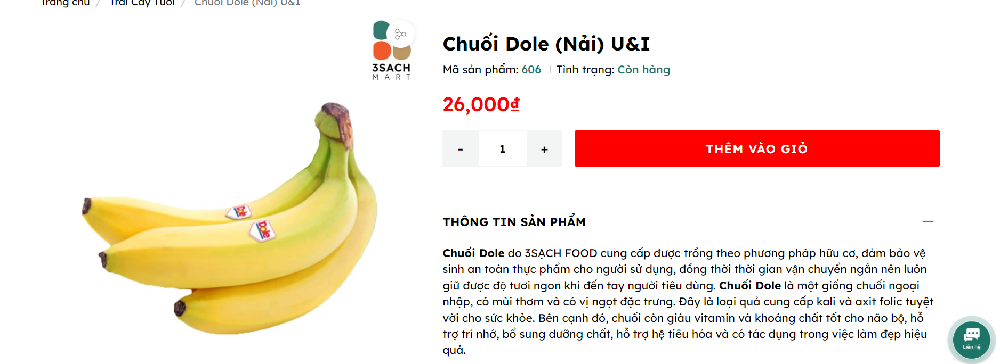 Trang chủ / Trái Cây Tươi / Chuối Dole (Nải) U&I
3SACH
MART
Chuối Dole (Nải) U&I
Mã sản phẩm: 606 | Tình trạng: Còn hàng
26,000₫
- 1 + THÊM VÀO GIỎ
Dole
Dole
THÔNG TIN SẢN PHẨM
Chuối Dole do 3SẠCH FOOD cung cấp được trồng theo phương pháp hữu cơ, đảm bảo vệ
sinh an toàn thực phẩm cho người sử dụng, đồng thời thời gian vận chuyển ngắn nên luôn
giữ được độ tươi ngon khi đến tay người tiêu dùng. Chuối Dole là một giống chuối ngoại
nhập, có mùi thơm và có vị ngọt đặc trưng. Đây là loại quả cung cấp kali và axit folic tuyệt
vời cho sức khỏe. Bên cạnh đó, chuối còn giàu vitamin và khoáng chất tốt cho não bộ, hỗ
trợ trí nhớ, bổ sung dưỡng chất, hỗ trợ hệ tiêu hóa và có tác dụng trong việc làm đẹp hiệu
quả.
Liên hệ